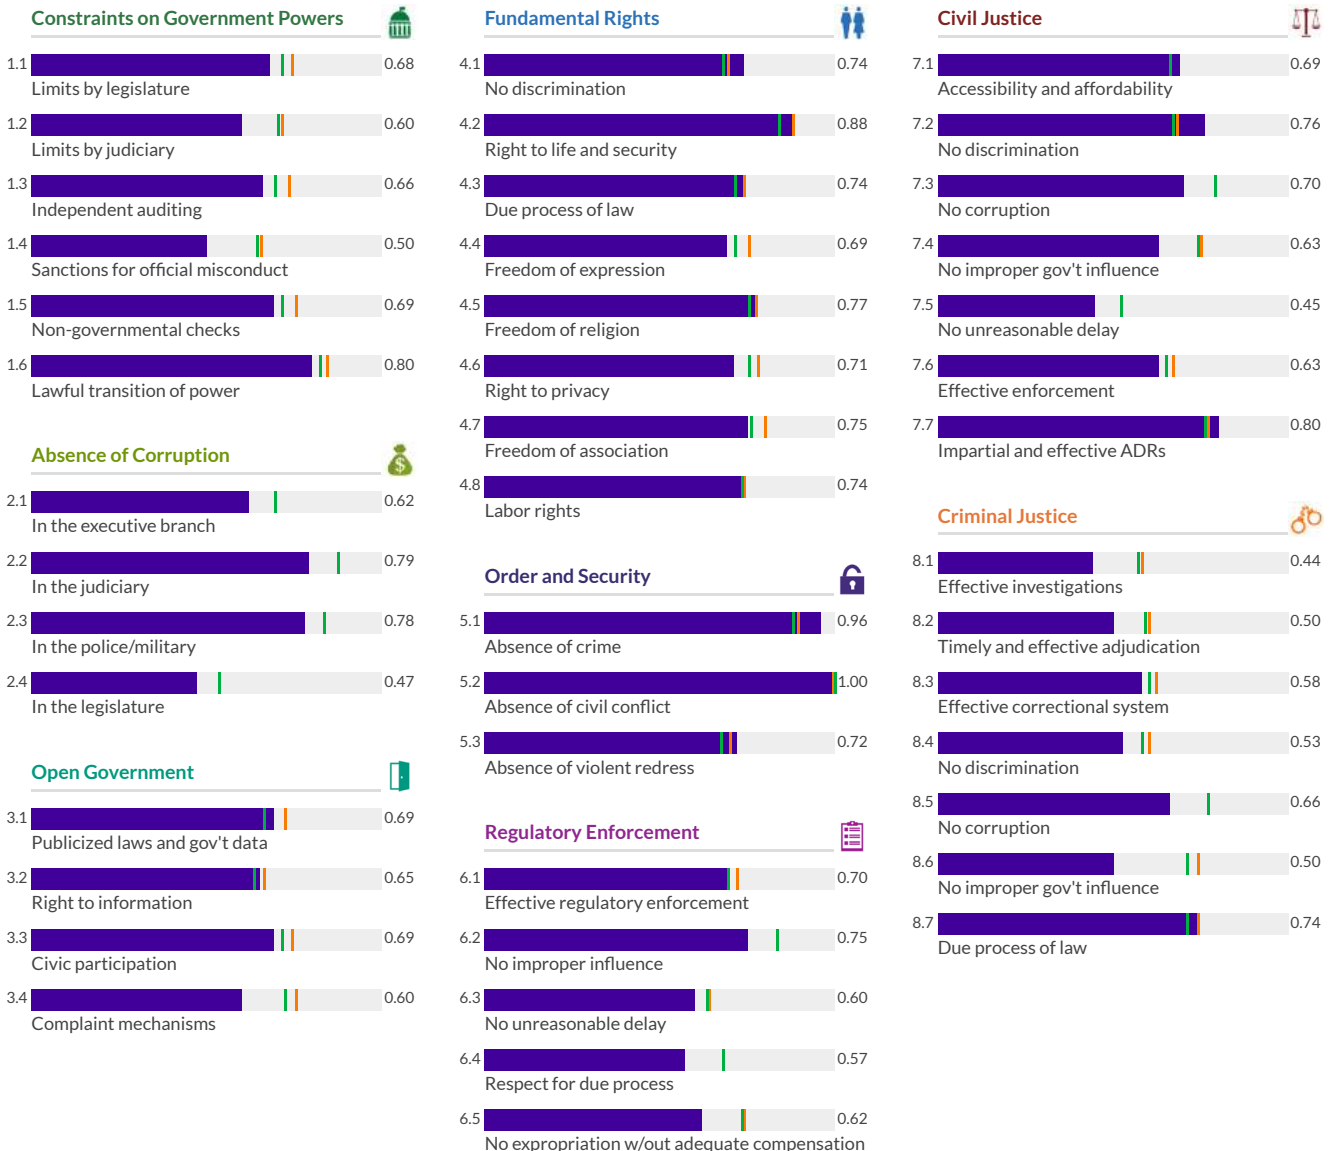 Constraints on Government Powers
1.1 0.68
Limits by legislature
1.2 0.60
Limits by judiciary
1.3 0.66
Independent auditing
1.4 0.50
Sanctions for official misconduct
1.5 0.69
Non-governmental checks
1.6 0.80
Lawful transition of power
Absence of Corruption
$
2.1 0.62
In the executive branch
2.2 0.79
In the judiciary
2.3 0.78
In the police/military
2.4 0.47
In the legislature
Open Government
3.1 0.69
Publicized laws and gov't data
3.2 0.65
Right to information
3.3 0.69
Civic participation
3.4 0.60
Complaint mechanisms
Fundamental Rights
4.1 0.74
No discrimination
4.2 0.88
Right to life and security
4.3 0.74
Due process of law
4.4 0.69
Freedom of expression
4.5 0.77
Freedom of religion
4.6 0.71
Right to privacy
4.7 0.75
Freedom of association
4.8 0.74
Labor rights
Order and Security
5.1 0.96
Absence of crime
5.2 1.00
Absence of civil conflict
5.3 0.72
Absence of violent redress
Regulatory Enforcement
6.1 0.70
Effective regulatory enforcement
6.2 0.75
No improper influence
6.3 0.60
No unreasonable delay
6.4 0.57
Respect for due process
6.5 0.62
No expropriation w/out adequate compensation
Civil Justice
7.1 0.69
Accessibility and affordability
7.2 0.76
No discrimination
7.3 0.70
No corruption
7.4 0.63
No improper gov't influence
7.5 0.45
No unreasonable delay
7.6 0.63
Effective enforcement
7.7 0.80
Impartial and effective ADRs
Criminal Justice
8.1 0.44
Effective investigations
8.2 0.50
Timely and effective adjudication
8.3 0.58
Effective correctional system
8.4 0.53
No discrimination
8.5 0.66
No corruption
8.6 0.50
No improper gov't influence
8.7 0.74
Due process of law